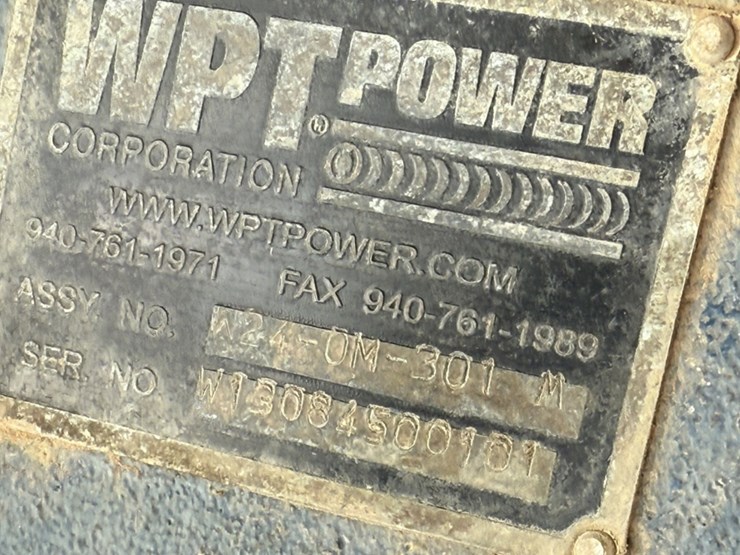 WPT POWER
CORPORATION
WWW.WPTPOWER.COM
940-761-1971 FAX 940-761-1989
ASSY NO. W24-OM-301 M
SER. NO W13084500101